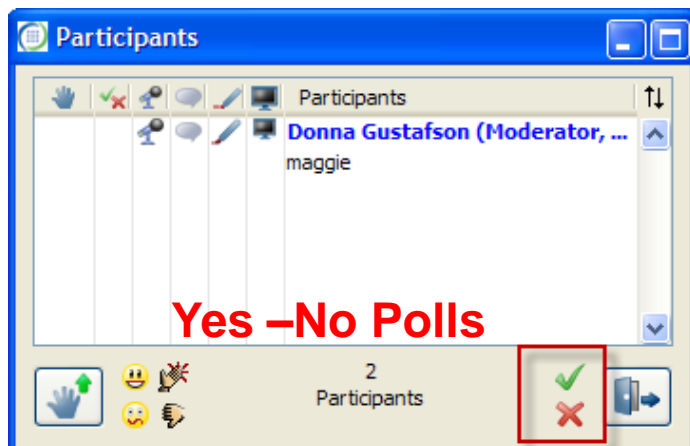 Participants
Participants
Donna Gustafson (Moderator, ...
maggie
Yes –No Polls
2
Participants